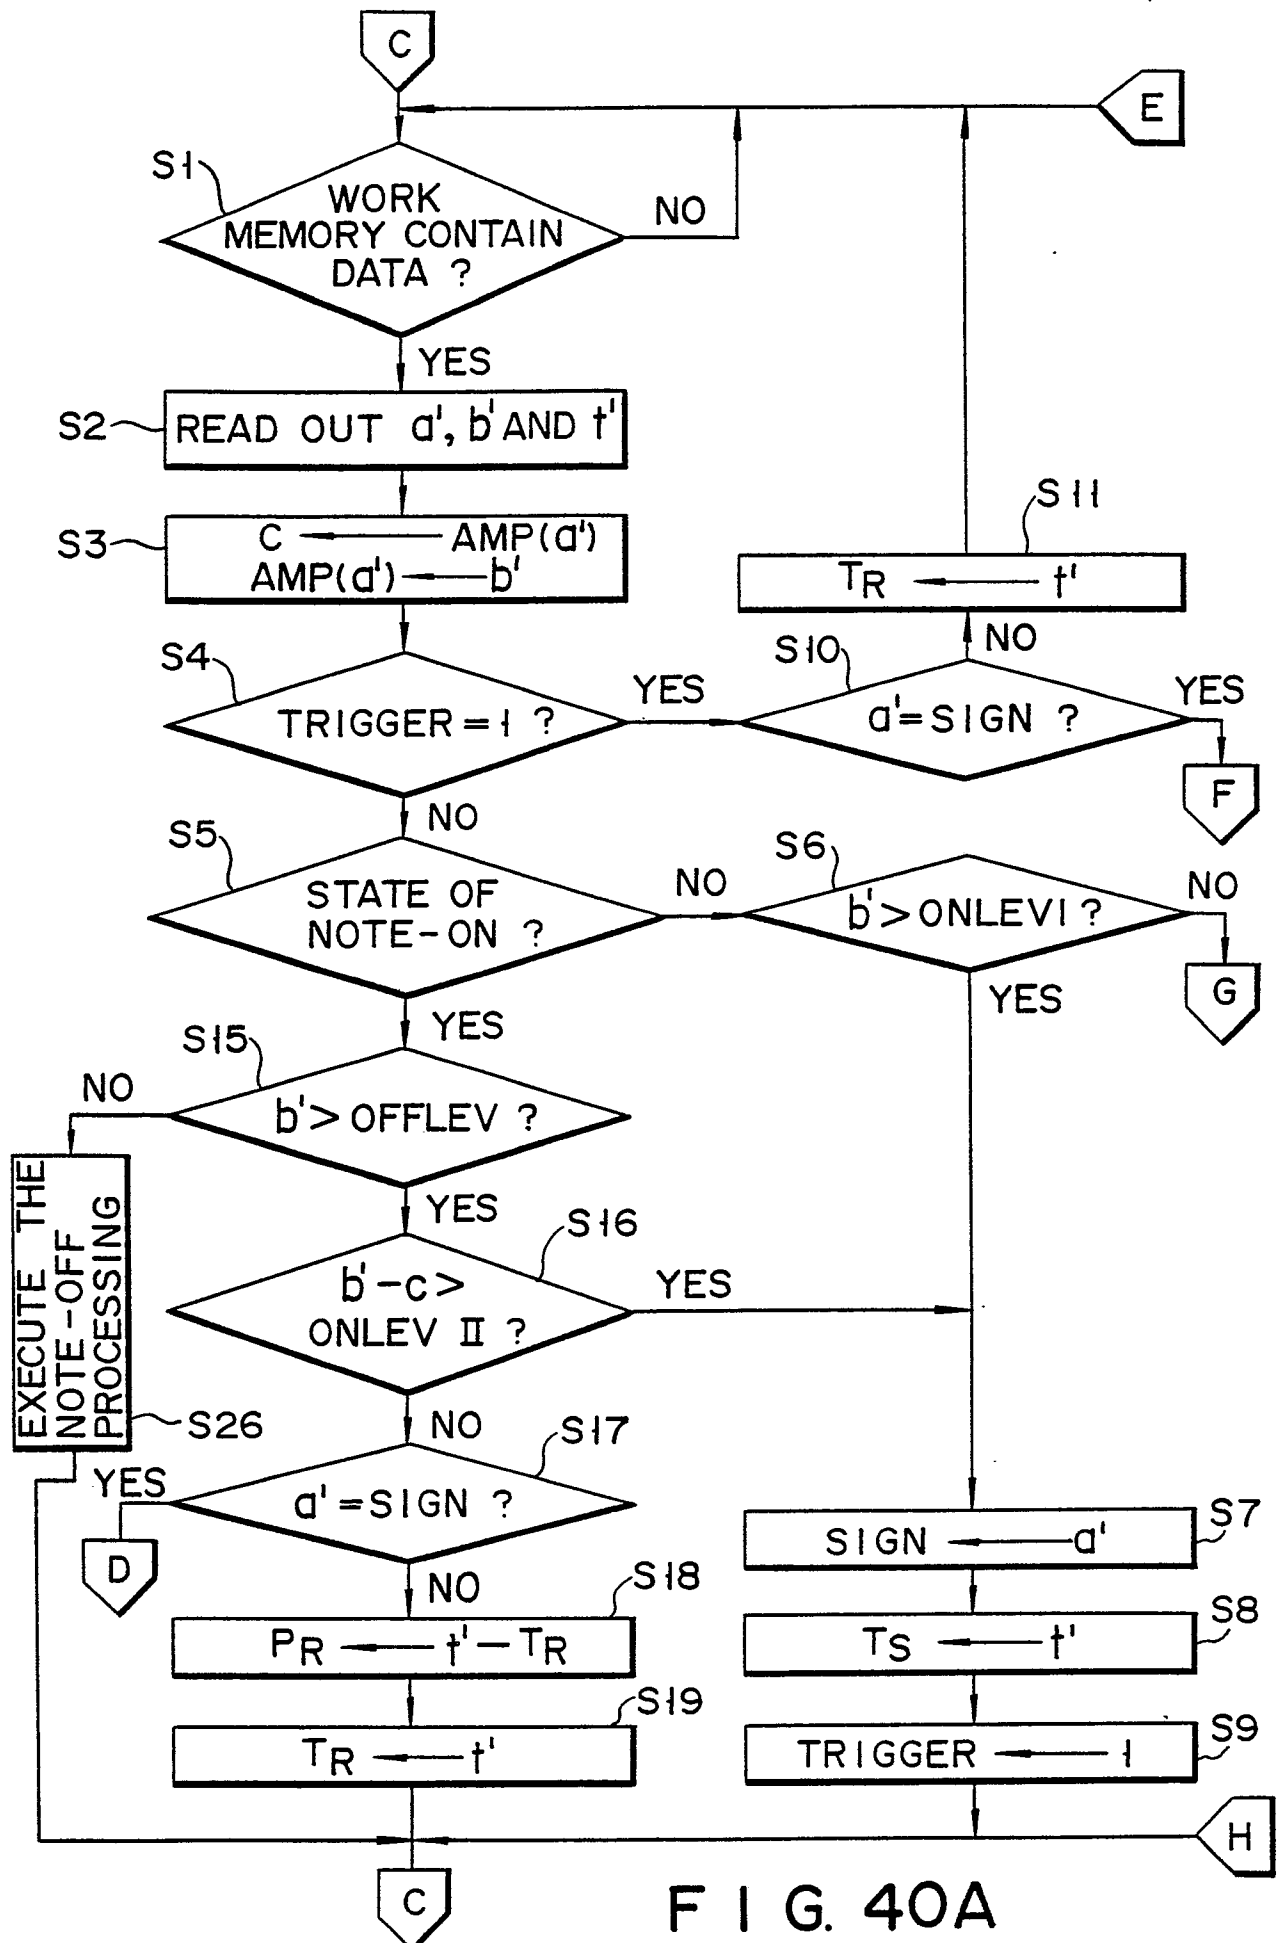 C
E
S1
WORK
MEMORY CONTAIN
DATA ?
NO
YES
S2
READ OUT a', b' AND t'
S3
C ← AMP(a')
AMP(a') ← b'
S11
TR ← t'
S4
TRIGGER = 1 ?
YES
S10
NO
a' = SIGN ?
YES
F
NO
S5
STATE OF
NOTE-ON ?
NO
S6
b' > ONLEVI ?
NO
G
YES
YES
S15
NO
b' > OFFLEV ?
YES
EXECUTE THE
NOTE-OFF
PROCESSING
S26
S16
b' - c >
ONLEV II ?
YES
NO
S17
YES
a' = SIGN ?
D
NO
S7
SIGN ← a'
S18
PR ← t' - TR
S8
TS ← t'
S19
TR ← t'
S9
TRIGGER ← 1
H
C
FIG. 40A